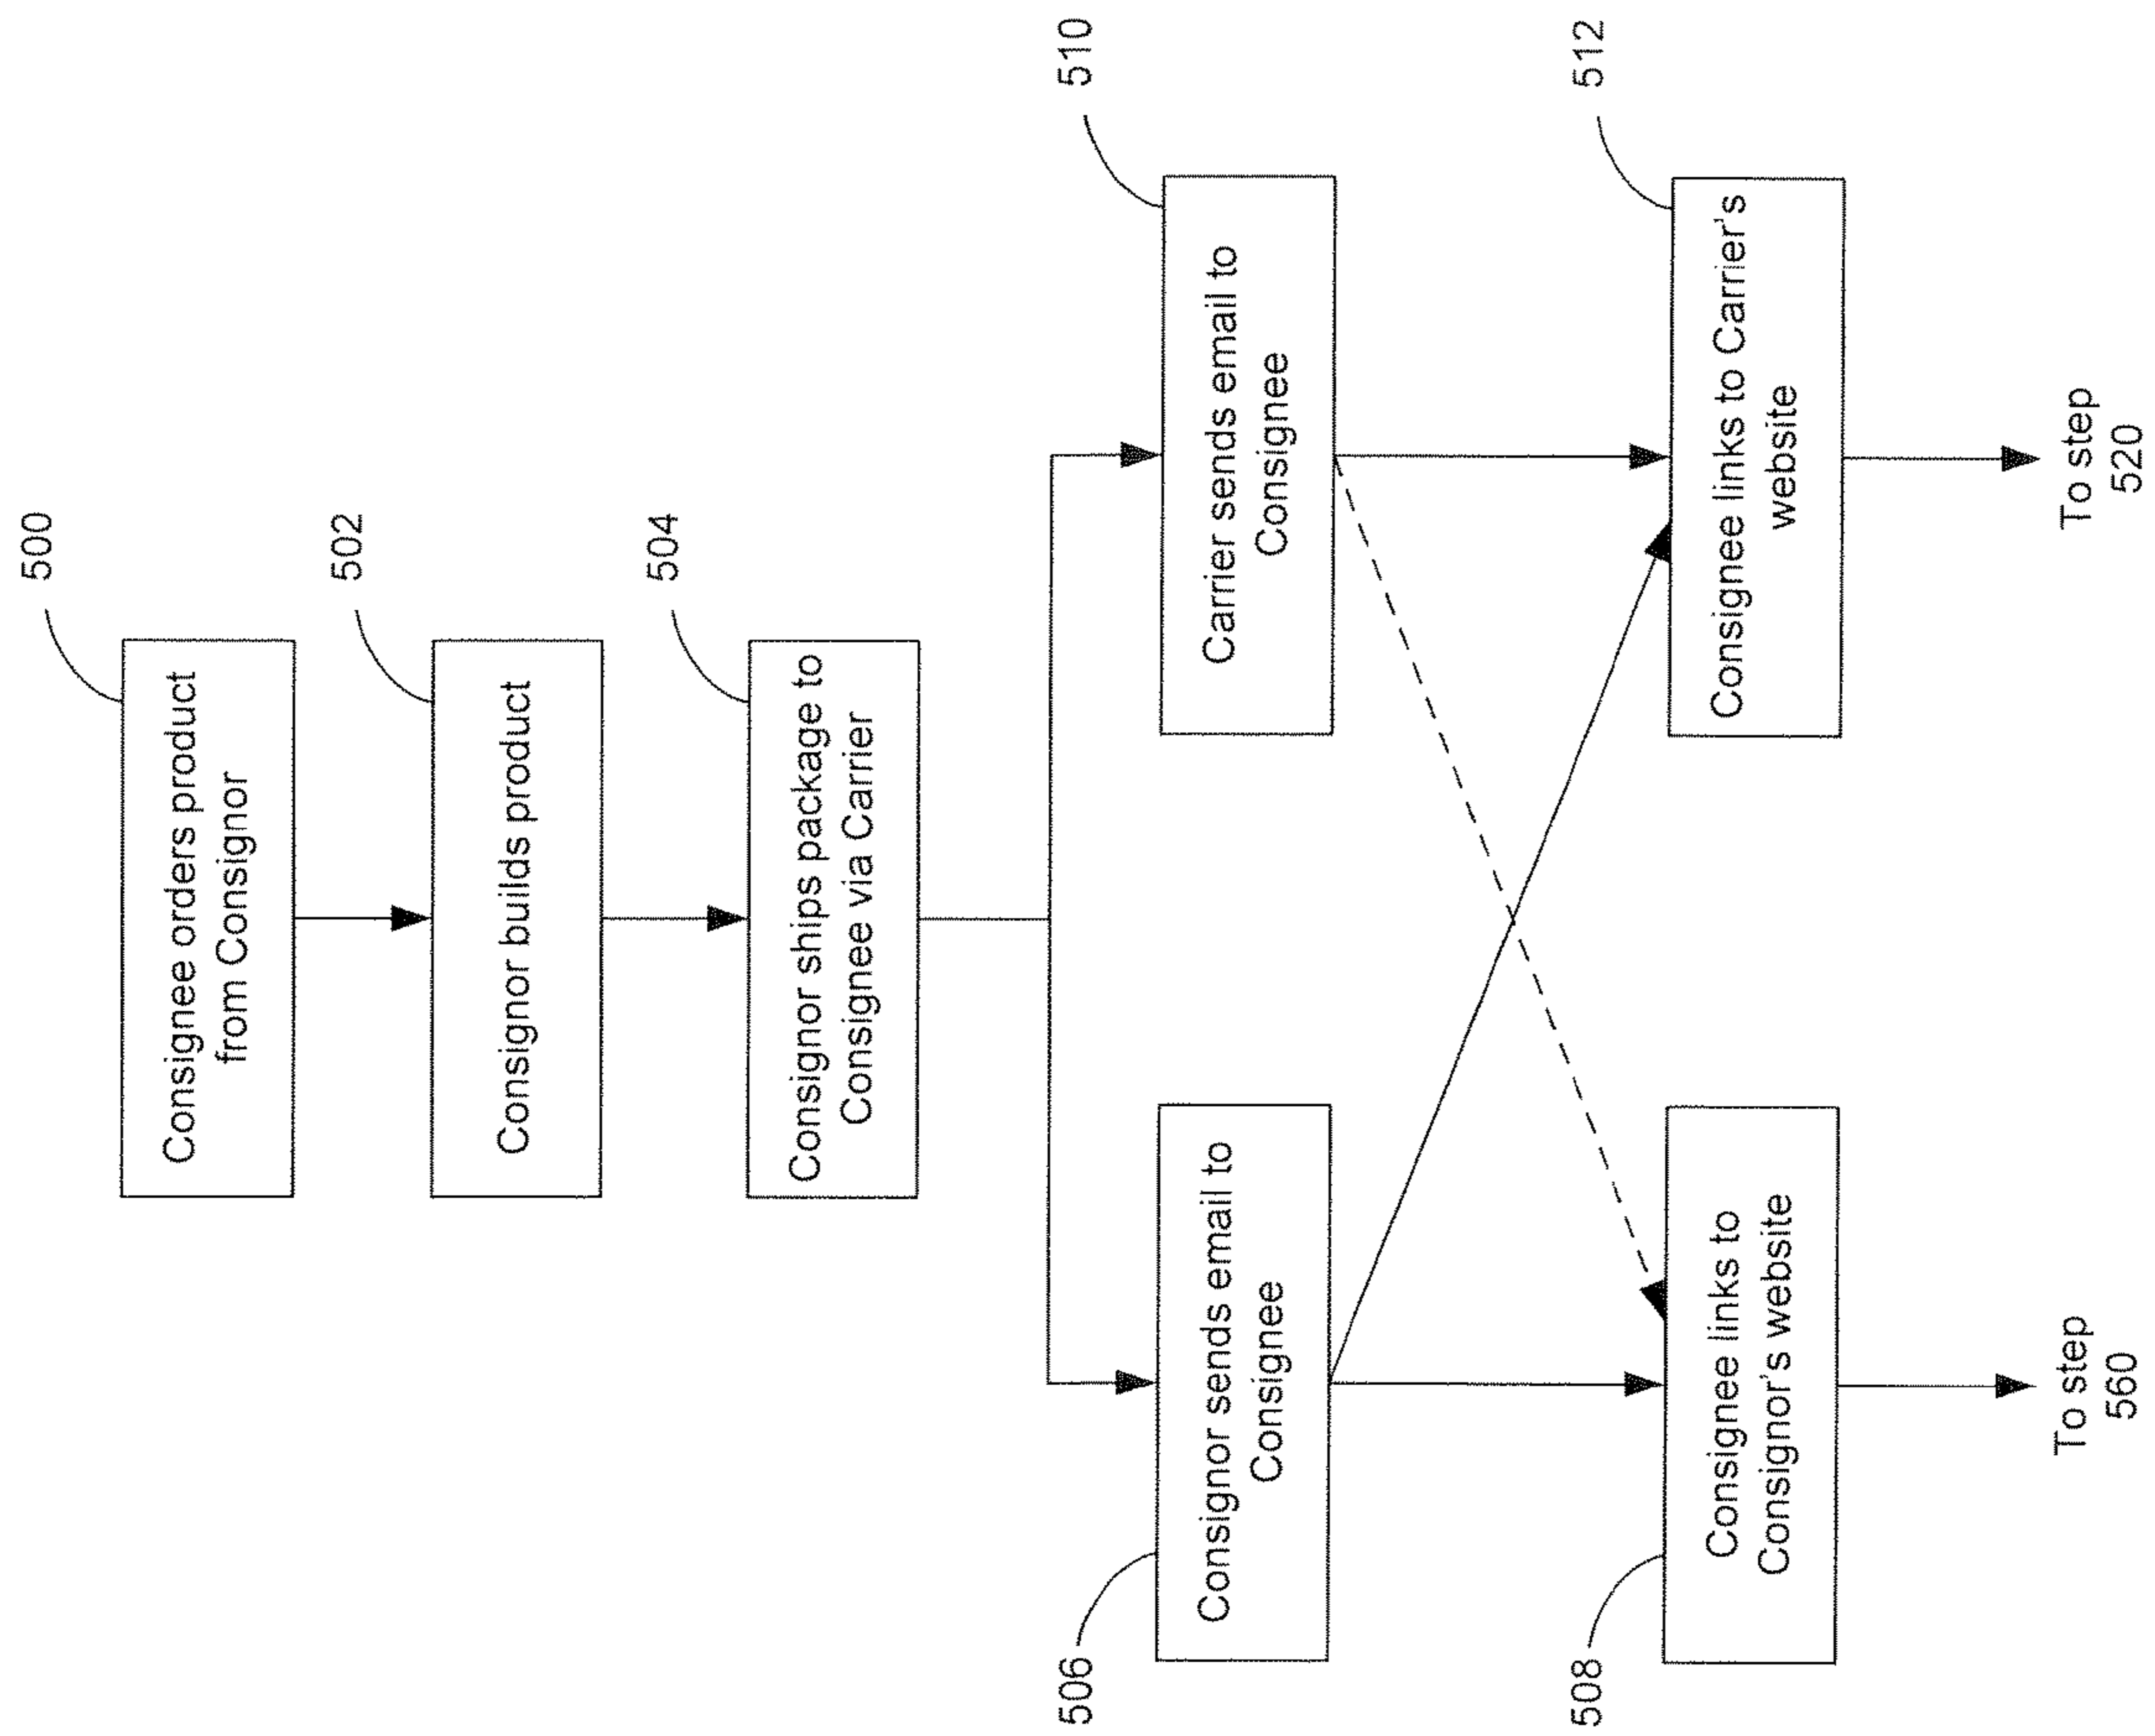 500
Consignee orders product
from Consignor
502
Consignor builds product
504
Consignor ships package to
Consignee via Carrier
506
Consignor sends email to
Consignee
510
Carrier sends email to
Consignee
508
Consignee links to
Consignor's website
512
Consignee links to Carrier's
website
To step
560
To step
520